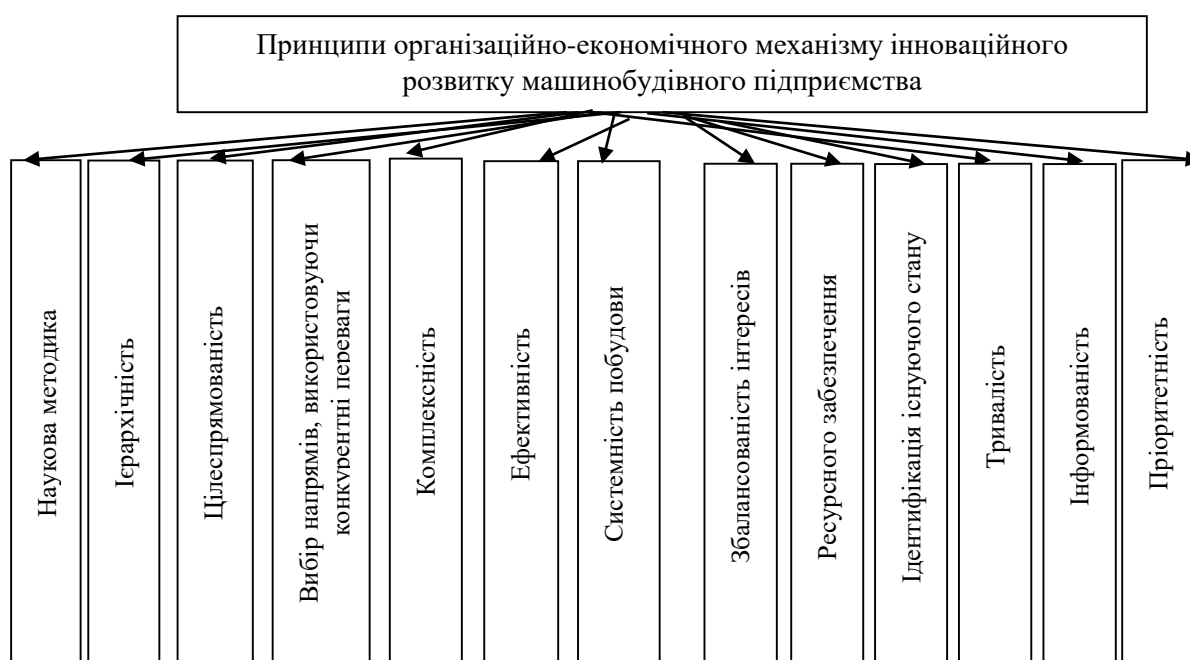 Принципи організаційно-економічного механізму інноваційного
розвитку машинобудівного підприємства
Наукова методика
Ієрархічність
Цілеспрямованість
Вибір напрямів, використовуючи
конкурентні переваги
Комплексність
Ефективність
Системність побудови
Збалансованість інтересів
Ресурсного забезпечення
Ідентифікація існуючого стану
Тривалість
Інформованість
Пріоритетність